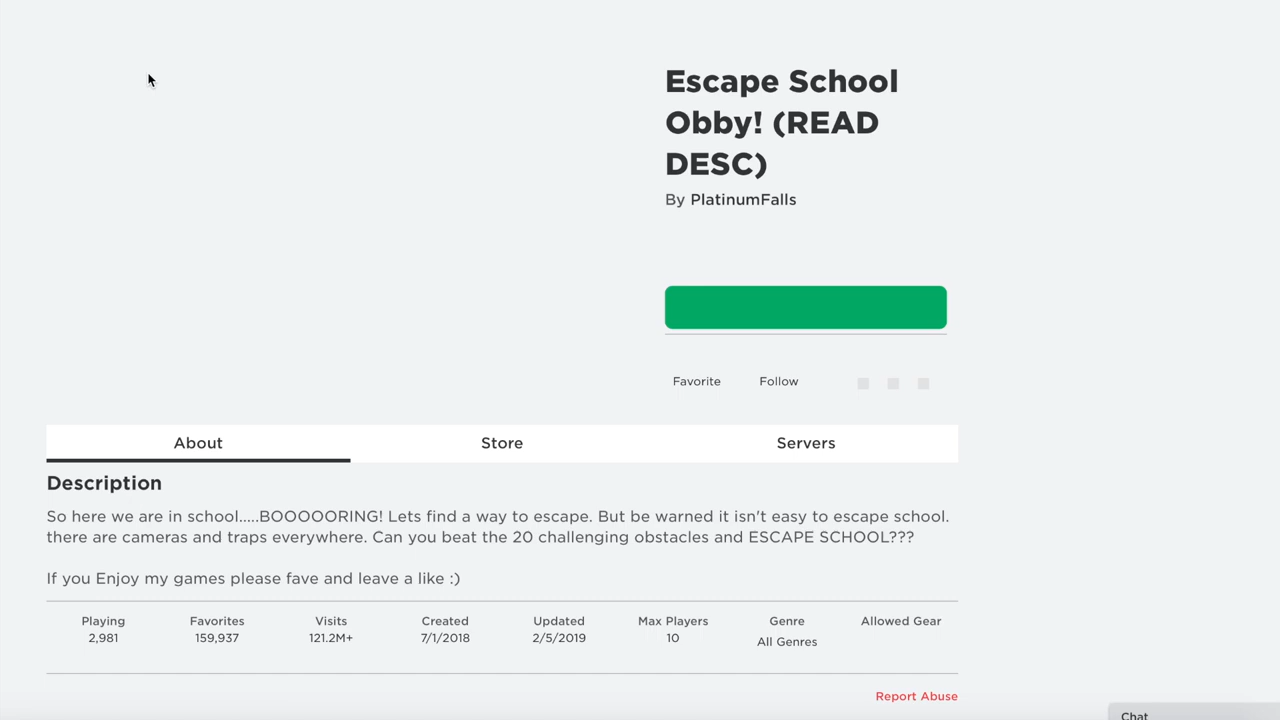 Escape School
Obby! (READ
DESC)
By PlatinumFalls
Favorite Follow
About Store Servers
Description
So here we are in school.....BOOOOORING! Lets find a way to escape. But be warned it isn't easy to escape school.
there are cameras and traps everywhere. Can you beat the 20 challenging obstacles and ESCAPE SCHOOL???
If you Enjoy my games please fave and leave a like :)
Playing Favorites Visits Created Updated Max Players Genre Allowed Gear
2,981 159,937 121.2M+ 7/1/2018 2/5/2019 10 All Genres
Report Abuse
Chat